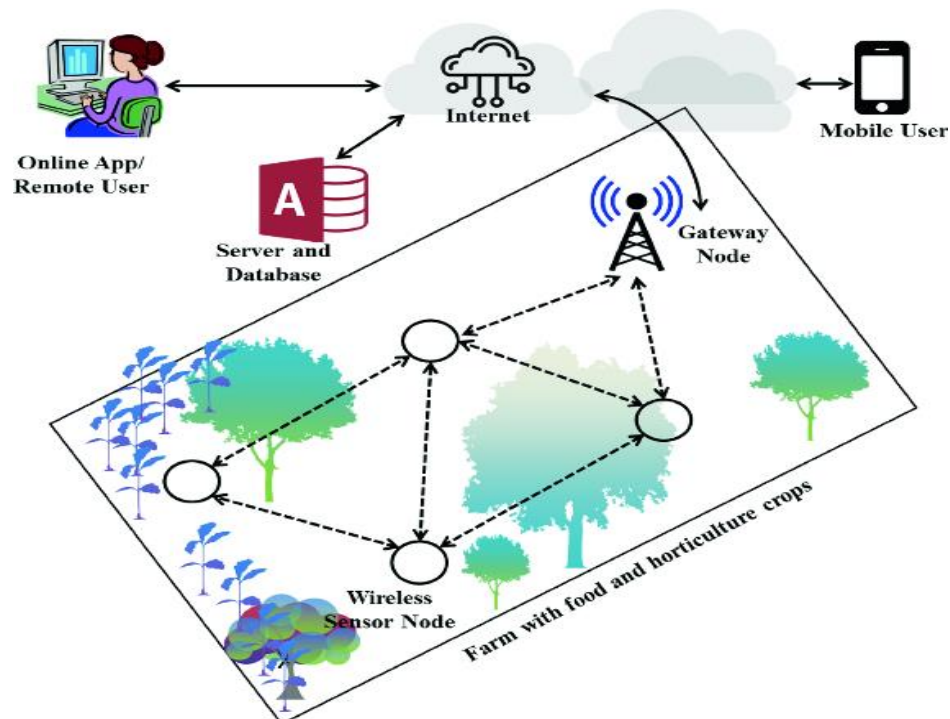 Internet
Mobile User
Online App/
Remote User
A
Server and
Database
Gateway
Node
Wireless
Sensor Node
Farm with food and horticulture crops